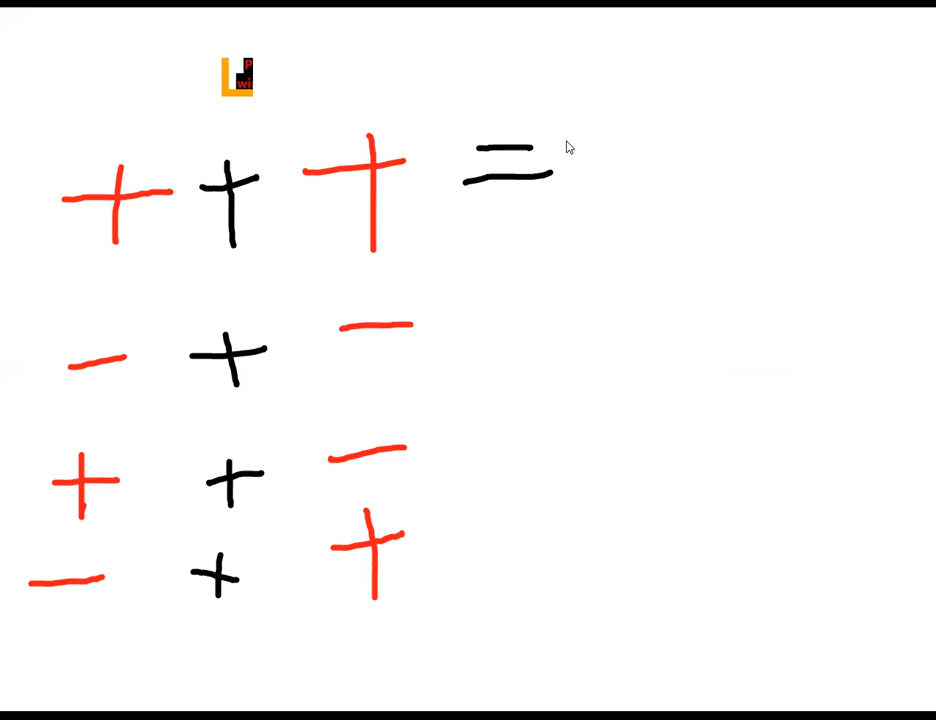 + + + =
- + -
+ + -
- + +